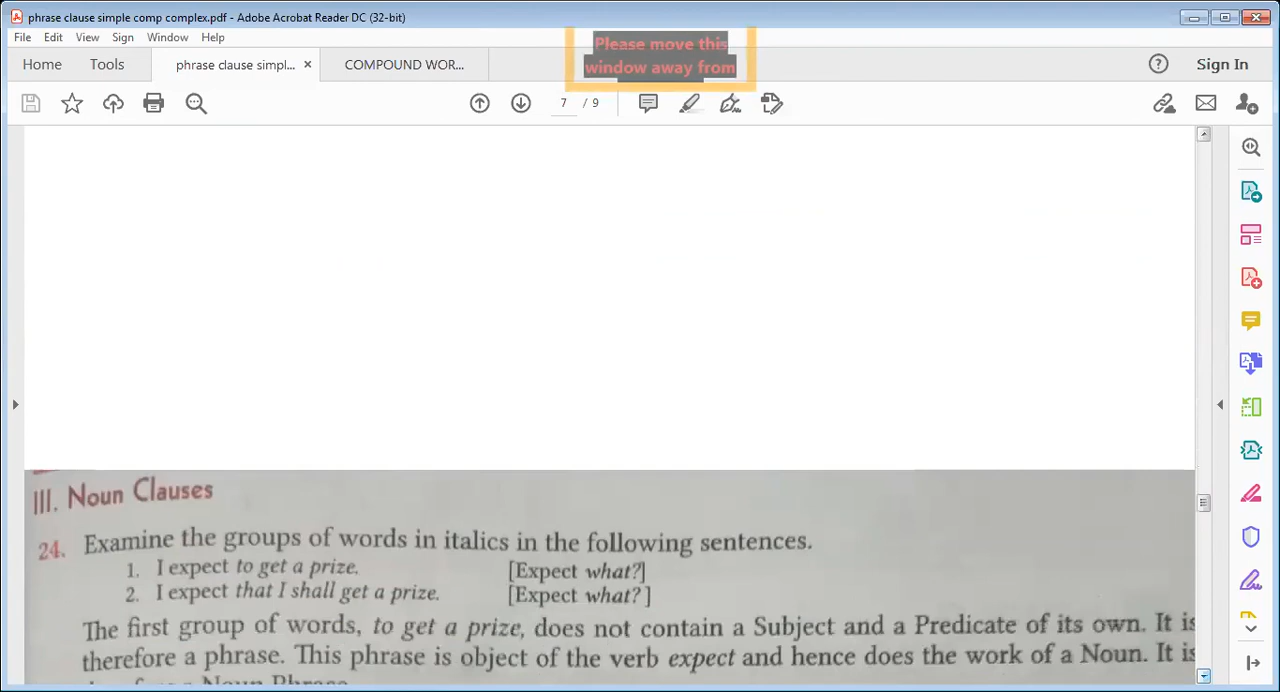 phrase clause simple comp complex.pdf - Adobe Acrobat Reader DC (32-bit)
File Edit View Sign Window Help
Home Tools phrase clause simpl... × COMPOUND WOR... Sign In
Please move this
window away from
7 / 9
III. Noun Clauses
24. Examine the groups of words in italics in the following sentences.
1. I expect to get a prize. [Expect what?]
2. I expect that I shall get a prize. [Expect what?]
The first group of words, to get a prize, does not contain a Subject and a Predicate of its own. It is
therefore a phrase. This phrase is object of the verb expect and hence does the work of a Noun. It is
therefore a Noun Phrase.